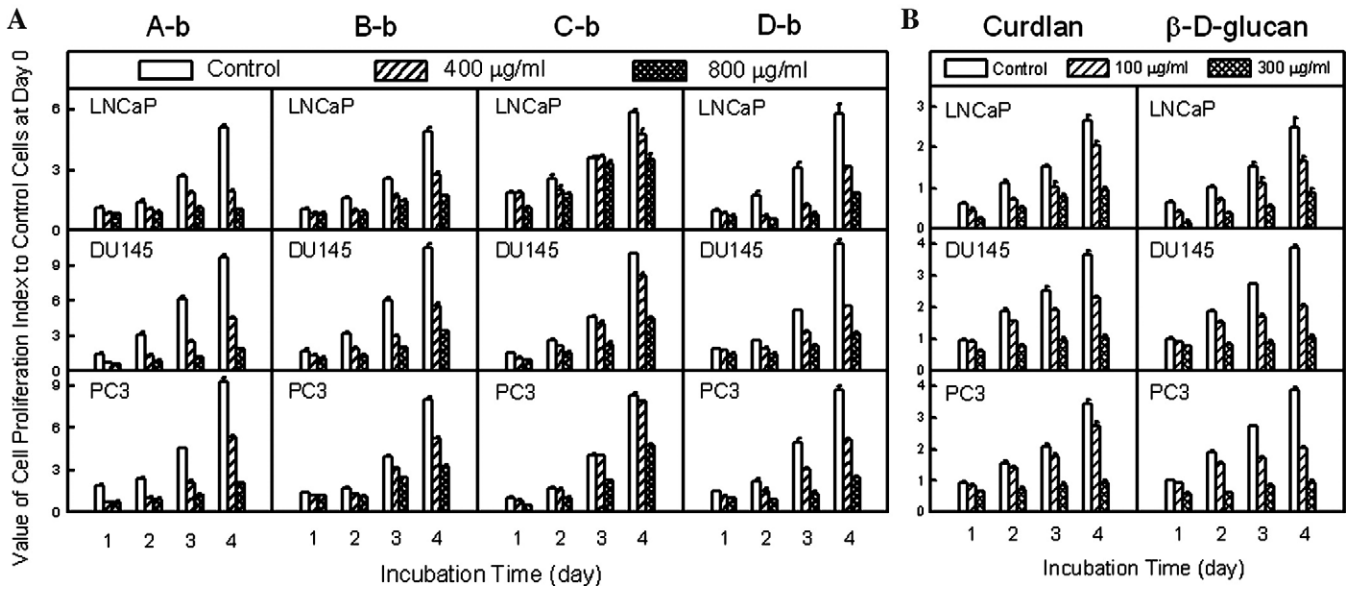 A
A-b B-b C-b D-b
Control 400 µg/ml 800 µg/ml
Value of Cell Proliferation Index to Control Cells at Day 0
LNCaP LNCaP LNCaP LNCaP
6
3
0
DU145 DU145 DU145 DU145
9
6
3
0
PC3 PC3 PC3 PC3
9
6
3
0
1 2 3 4 1 2 3 4 1 2 3 4 1 2 3 4
Incubation Time (day)
B
Curdlan β-D-glucan
Control 100 µg/ml 300 µg/ml
LNCaP LNCaP
3
2
1
0
DU145 DU145
4
3
2
1
0
PC3 PC3
4
3
2
1
0
1 2 3 4 1 2 3 4
Incubation Time (day)